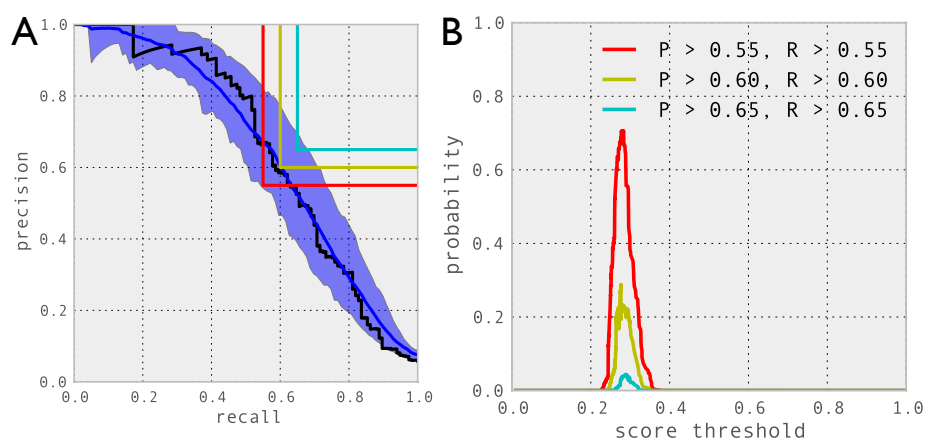 A
1.0
0.8
0.6
0.4
0.2
0.0
precision
0.0 0.2 0.4 0.6 0.8 1.0
recall
B
1.0
0.8
0.6
0.4
0.2
0.0
probability
P > 0.55, R > 0.55
P > 0.60, R > 0.60
P > 0.65, R > 0.65
0.0 0.2 0.4 0.6 0.8 1.0
score threshold